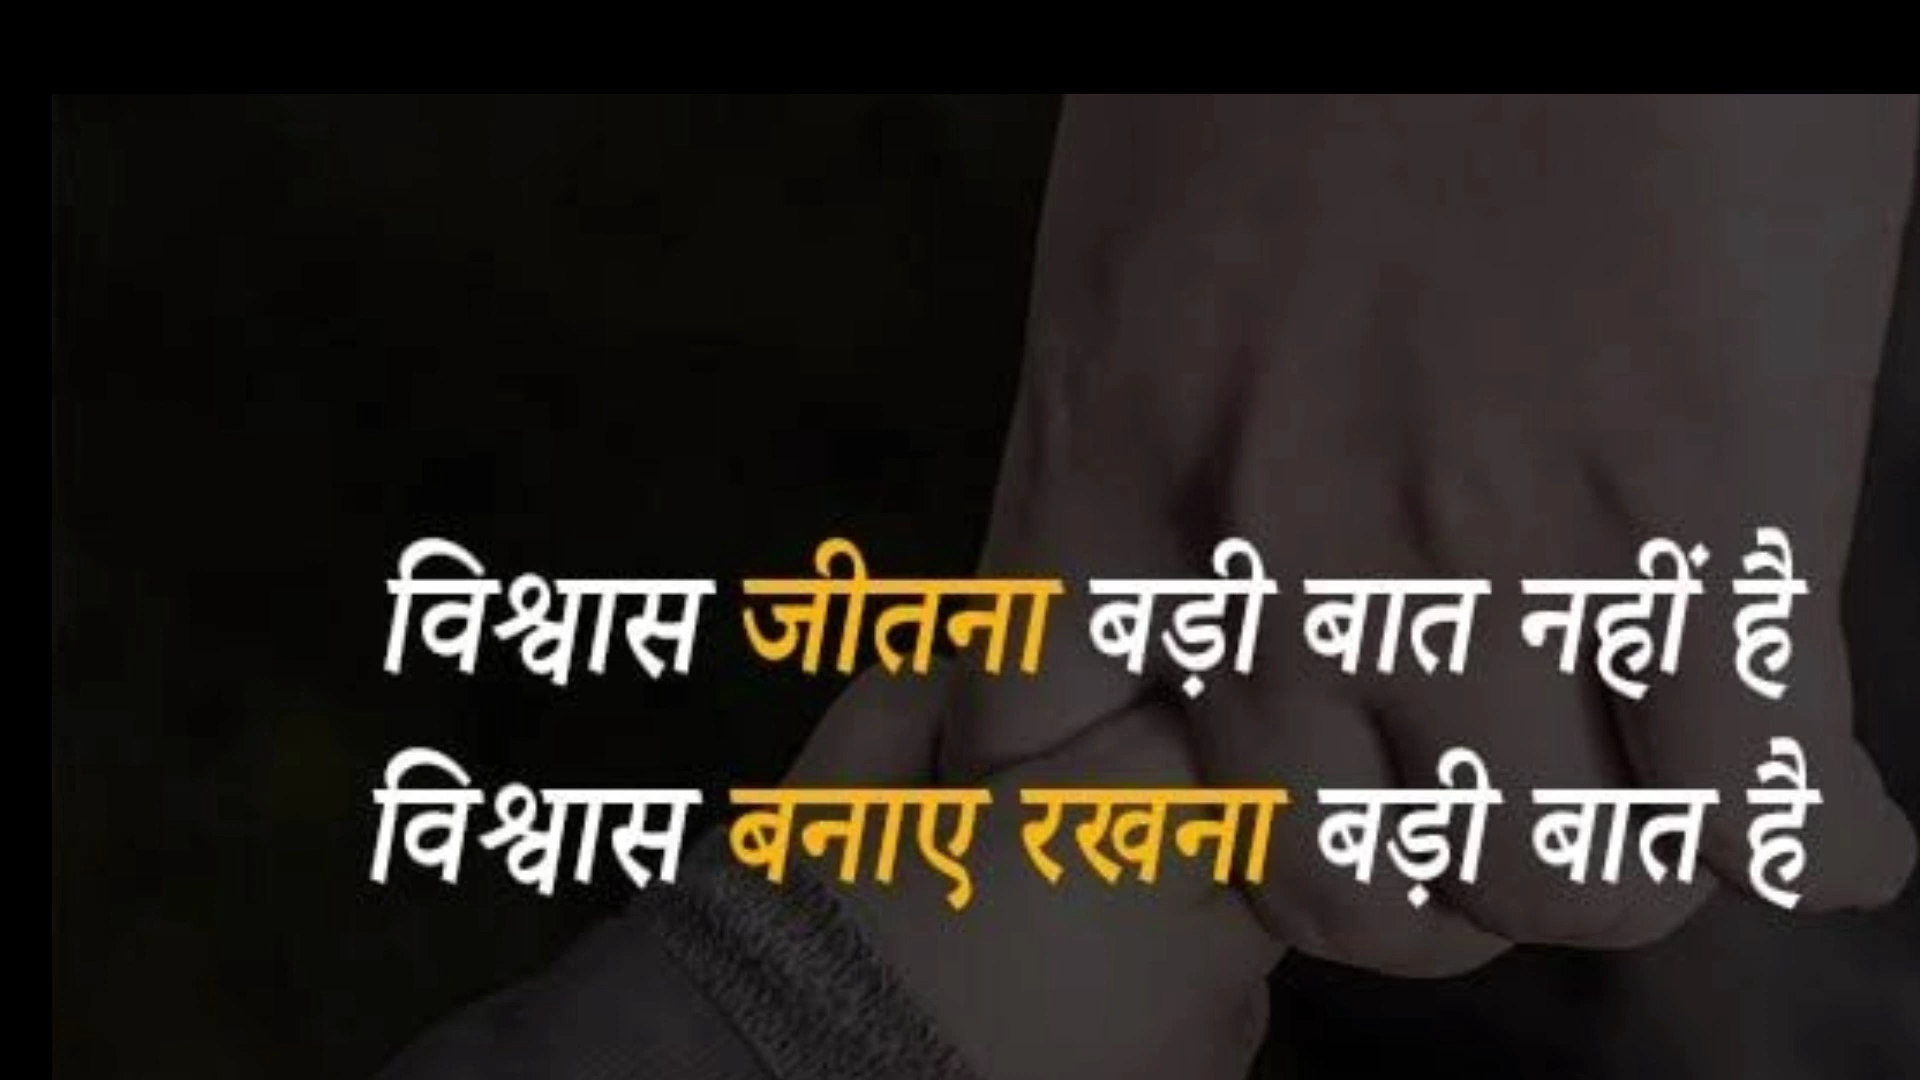 विश्वास जीतना बड़ी बात नहीं है
विश्वास बनाए रखना बड़ी बात है